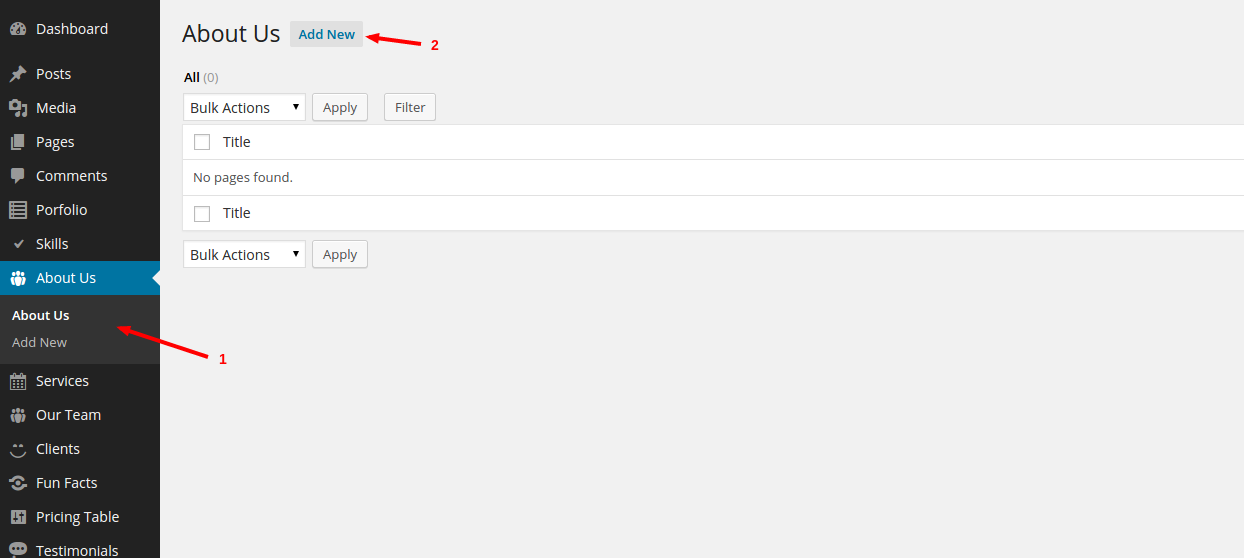 Dashboard
Posts
Media
Pages
Comments
Porfolio
Skills
About Us
About Us
Add New
Services
Our Team
Clients
Fun Facts
Pricing Table
Testimonials
About Us Add New
2
All (0)
Bulk Actions Apply Filter
Title
No pages found.
Title
Bulk Actions Apply
1